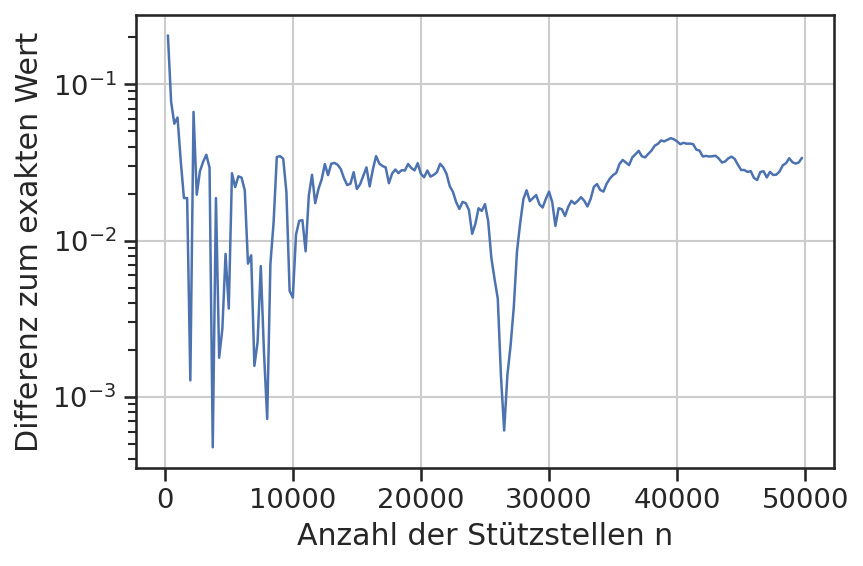 Differenz zum exakten Wert
10⁻¹
10⁻²
10⁻³
0 10000 20000 30000 40000 50000
Anzahl der Stützstellen n